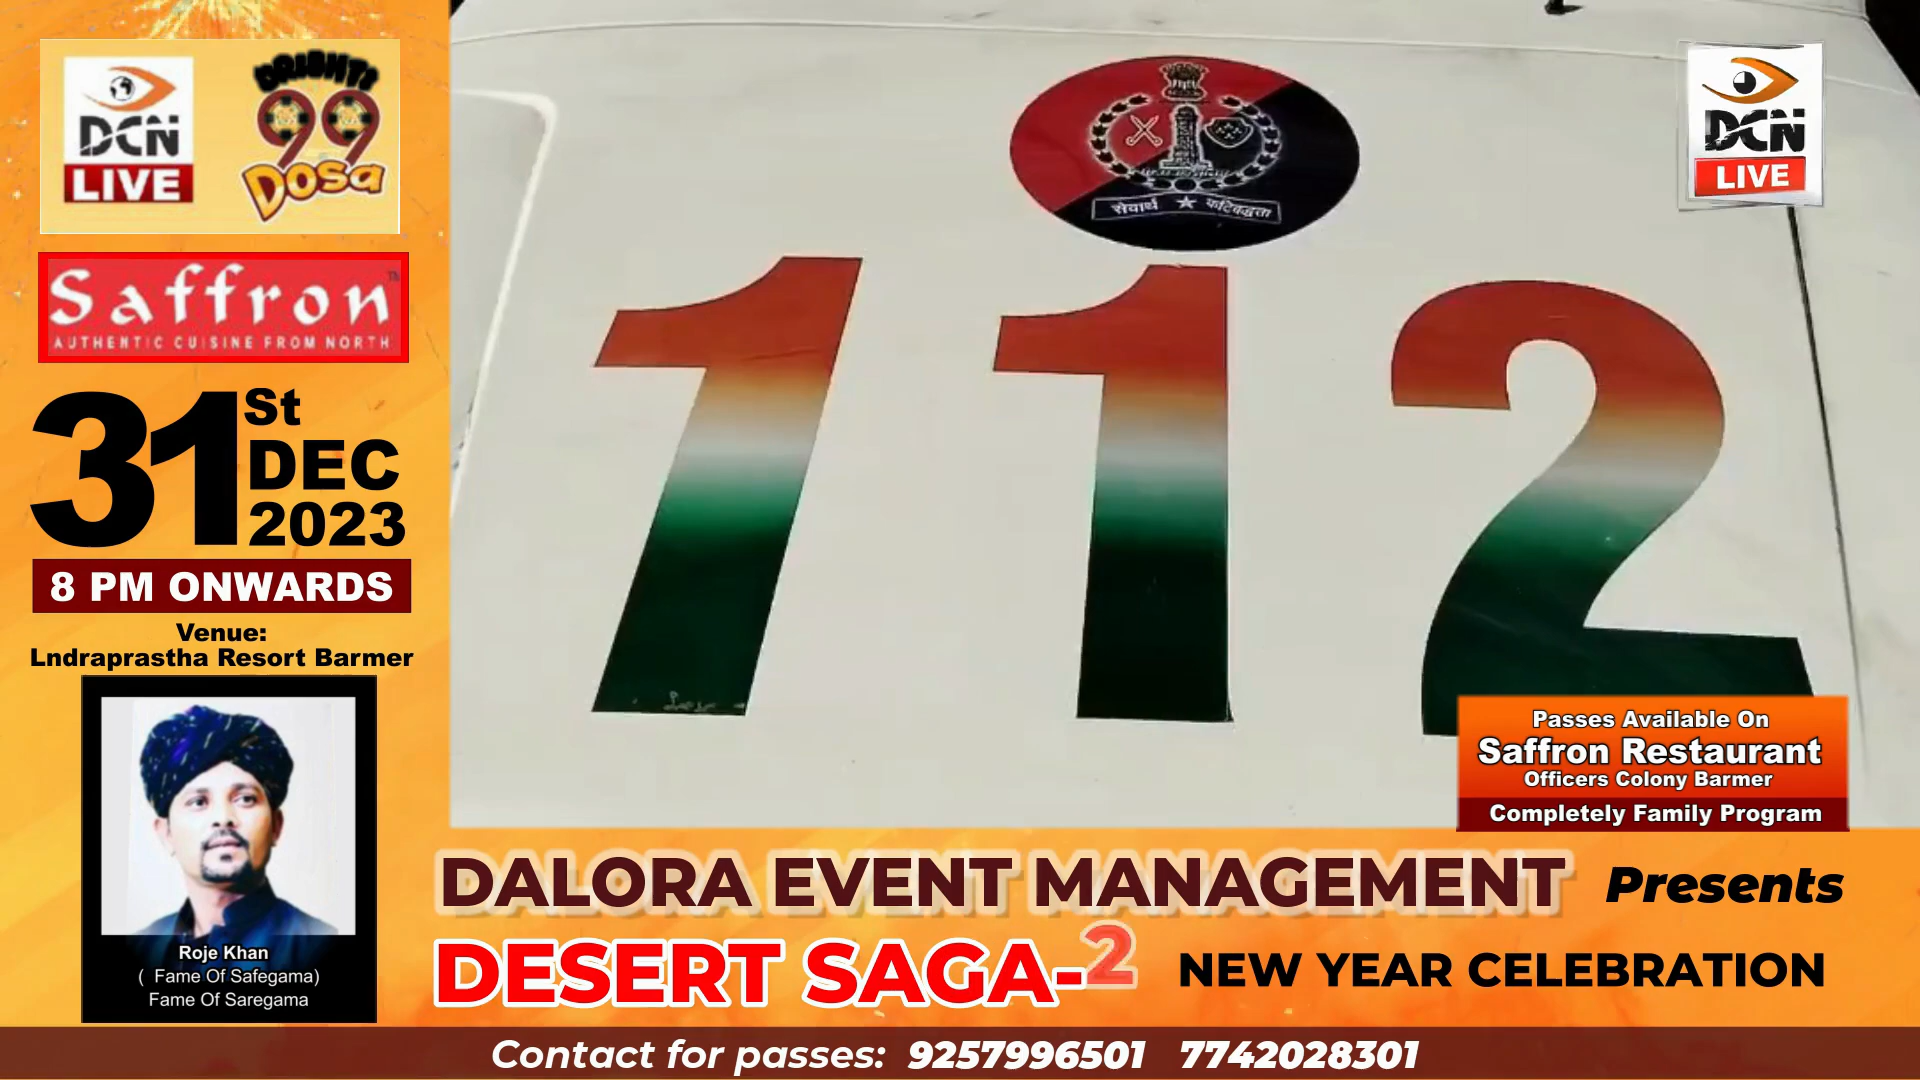 DCN
LIVE
DRISHTI
99
Dosa
Saffron
AUTHENTIC CUISINE FROM NORTH
31St
DEC
2023
8 PM ONWARDS
Venue:
Lndraprastha Resort Barmer
Roje Khan
( Fame Of Safegama)
Fame Of Saregama
सेवार्थ ★ कटिबद्धता
112
DCN
LIVE
Passes Available On
Saffron Restaurant
Officers Colony Barmer
Completely Family Program
DALORA EVENT MANAGEMENT Presents
DESERT SAGA-2 NEW YEAR CELEBRATION
Contact for passes: 9257996501 7742028301